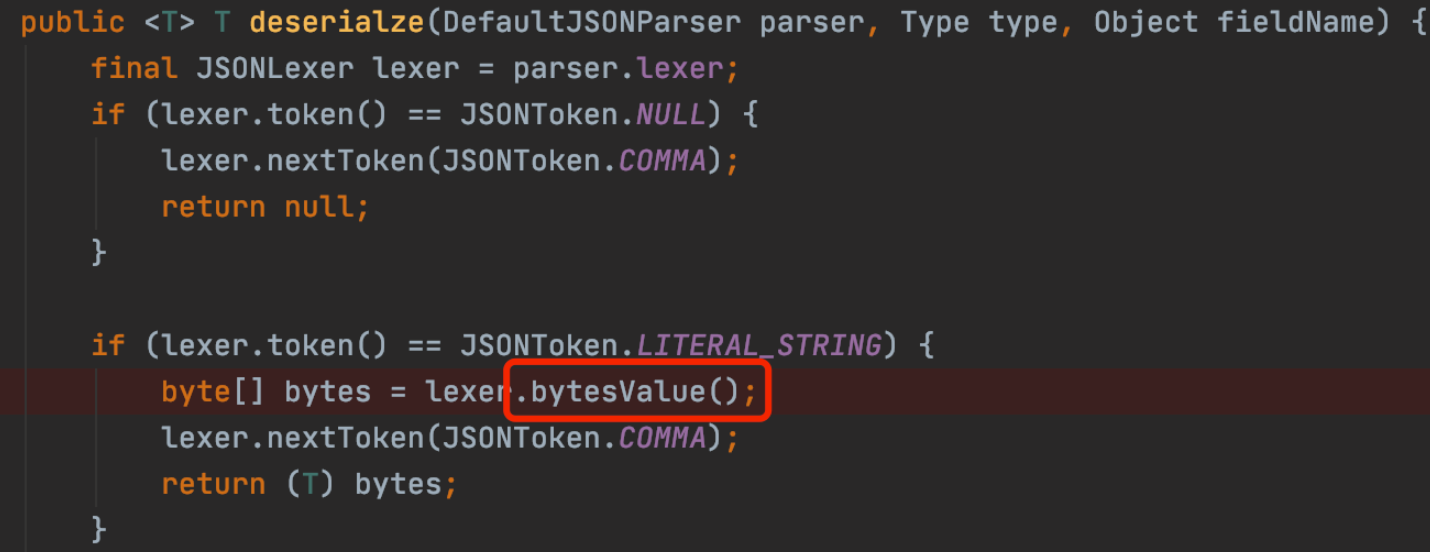 public <T> T deserialze(DefaultJSONParser parser, Type type, Object fieldName) {
final JSONLexer lexer = parser.lexer;
if (lexer.token() == JSONToken.NULL) {
lexer.nextToken(JSONToken.COMMA);
return null;
}
if (lexer.token() == JSONToken.LITERAL_STRING) {
byte[] bytes = lexer.bytesValue();
lexer.nextToken(JSONToken.COMMA);
return (T) bytes;
}